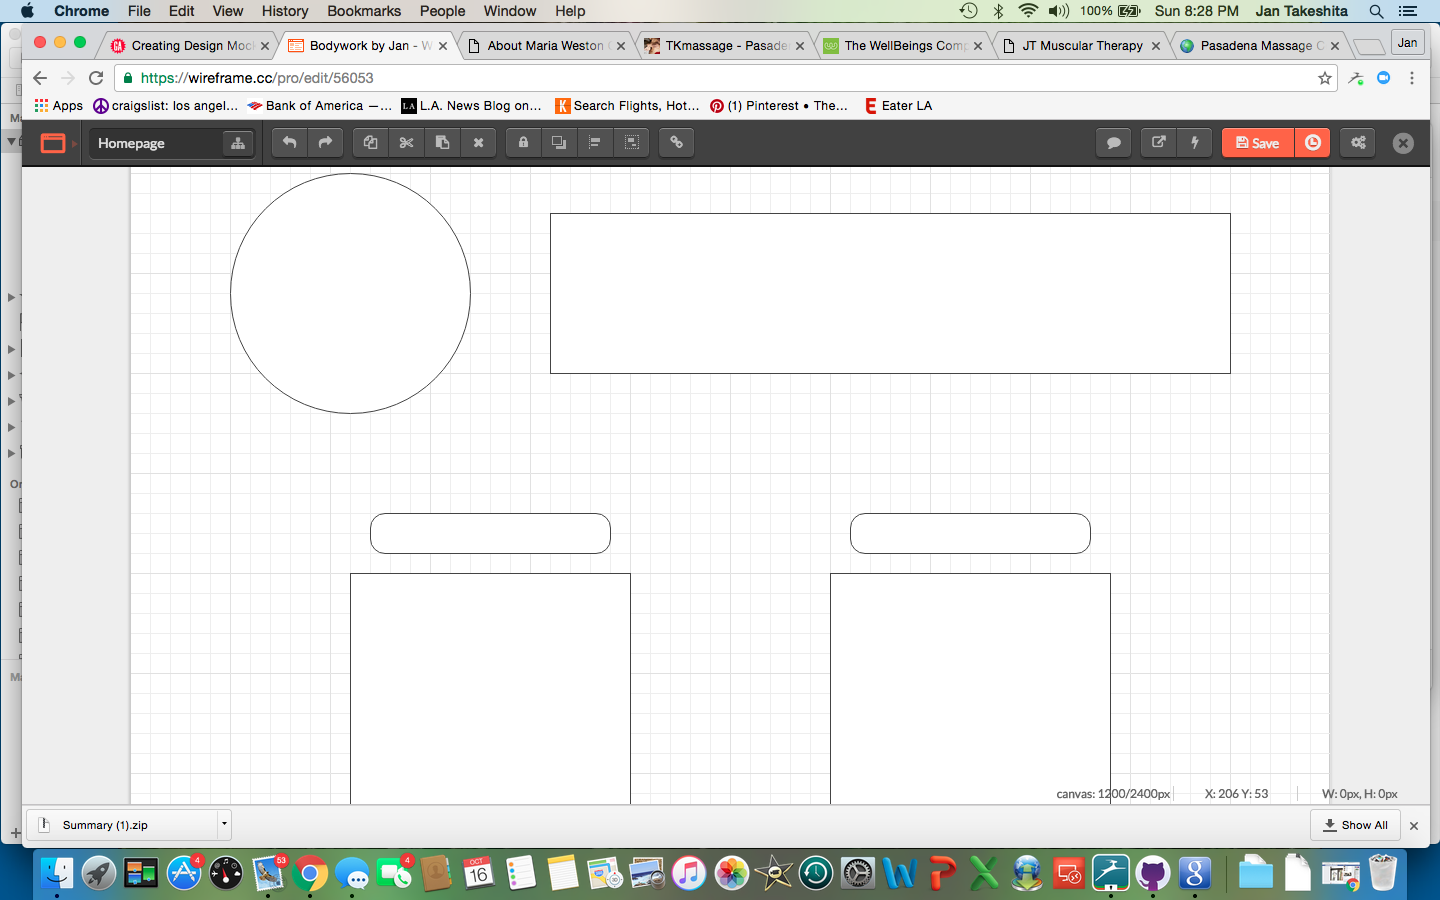 Chrome File Edit View History Bookmarks People Window Help 100% Sun 8:28 PM Jan Takeshita
Creating Design Moc Bodywork by Jan - W About Maria Weston TKmassage - Pasade The WellBeings Com JT Muscular Therapy Pasadena Massage Jan
https://wireframe.cc/pro/edit/56053
Apps craigslist: los angel... Bank of America —... LA L.A. News Blog on... Search Flights, Hot... (1) Pinterest • The... Eater LA
Homepage Save
canvas: 1200/2400px X: 206 Y: 53 W: 0px, H: 0px
Summary (1).zip Show All
4 53 4 OCT 16